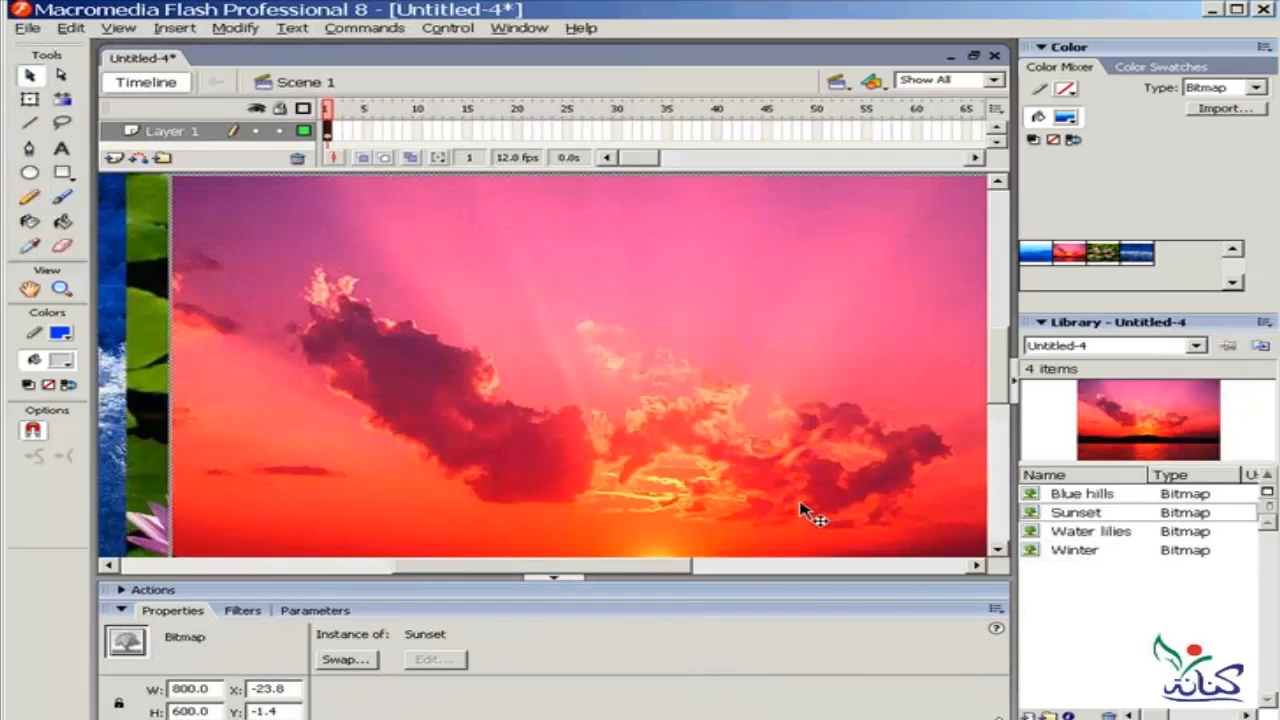 Macromedia Flash Professional 8 - [Untitled-4*]
File Edit View Insert Modify Text Commands Control Window Help
Tools
View
Colors
Options
Untitled-4*
Timeline
Scene 1
Show All
1 5 10 15 20 25 30 35 40 45 50 55 60 65
Layer 1
1 12.0 fps 0.0s
Color
Color Mixer Color Swatches
Type: Bitmap
Import...
Library - Untitled-4
Untitled-4
4 items
Name Type
Blue hills Bitmap
Sunset Bitmap
Water lilies Bitmap
Winter Bitmap
Actions
Properties Filters Parameters
Bitmap
Instance of: Sunset
Swap... Edit...
W: 800.0 X: -23.8
H: 600.0 Y: -1.4
كنانة